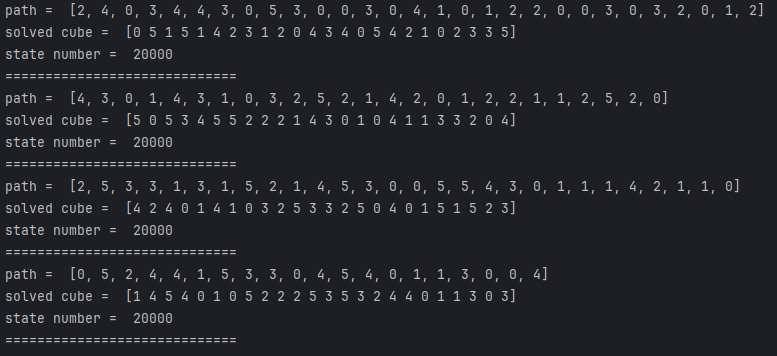 path =  [2, 4, 0, 3, 4, 4, 3, 0, 5, 3, 0, 0, 3, 0, 4, 1, 0, 1, 2, 2, 0, 0, 3, 0, 3, 2, 0, 1, 2]
solved cube =  [0 5 1 5 1 4 2 3 1 2 0 4 3 4 0 5 4 2 1 0 2 3 3 5]
state number =  20000
=============================
path =  [4, 3, 0, 1, 4, 3, 1, 0, 3, 2, 5, 2, 1, 4, 2, 0, 1, 2, 2, 1, 1, 2, 5, 2, 0]
solved cube =  [5 0 5 3 4 5 5 2 2 2 1 4 3 0 1 0 4 1 1 3 3 2 0 4]
state number =  20000
=============================
path =  [2, 5, 3, 3, 1, 3, 1, 5, 2, 1, 4, 5, 3, 0, 0, 5, 5, 4, 3, 0, 1, 1, 1, 4, 2, 1, 1, 0]
solved cube =  [4 2 4 0 1 4 1 0 3 2 5 3 3 2 5 0 4 0 1 5 1 5 2 3]
state number =  20000
=============================
path =  [0, 5, 2, 4, 4, 1, 5, 3, 3, 0, 4, 5, 4, 0, 1, 1, 3, 0, 0, 4]
solved cube =  [1 4 5 4 0 1 0 5 2 2 2 5 3 5 3 2 4 4 0 1 1 3 0 3]
state number =  20000
=============================